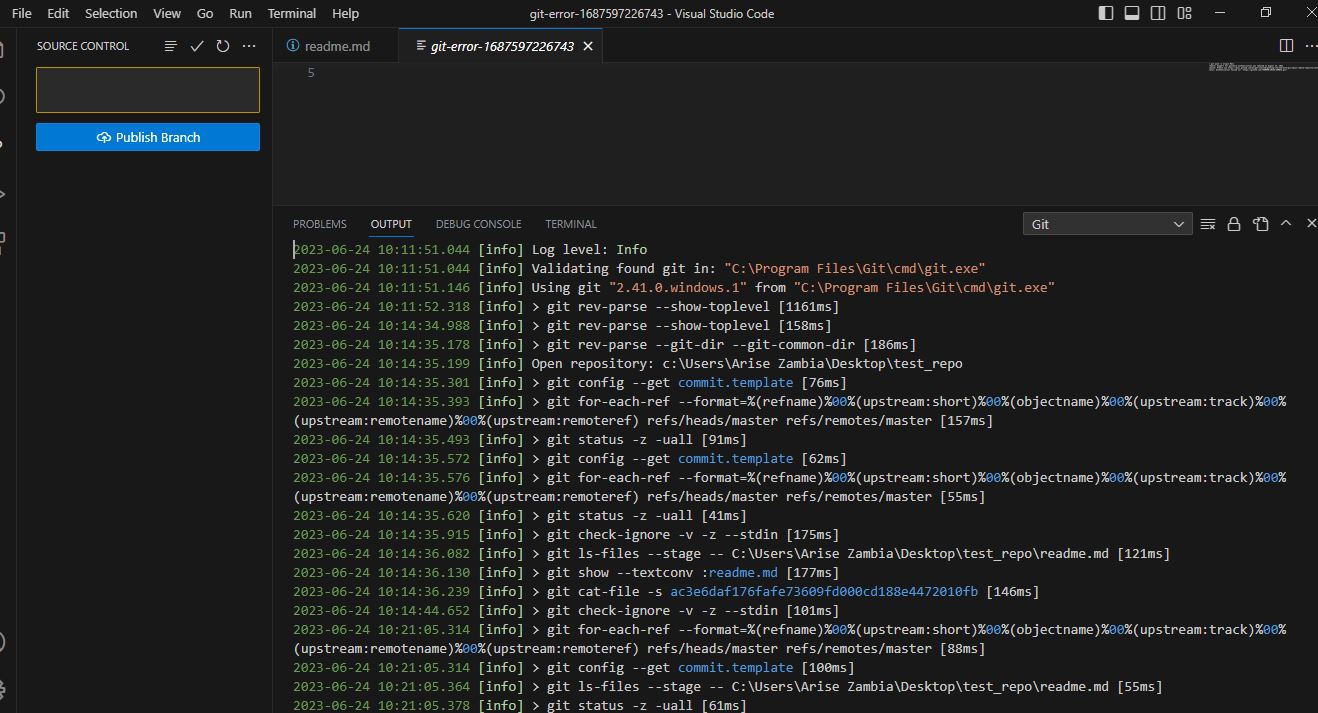 File Edit Selection View Go Run Terminal Help
git-error-1687597226743 - Visual Studio Code
SOURCE CONTROL
readme.md
git-error-1687597226743
5
Publish Branch
PROBLEMS OUTPUT DEBUG CONSOLE TERMINAL
Git
2023-06-24 10:11:51.044 [info] Log level: Info
2023-06-24 10:11:51.044 [info] Validating found git in: "C:\Program Files\Git\cmd\git.exe"
2023-06-24 10:11:51.146 [info] Using git "2.41.0.windows.1" from "C:\Program Files\Git\cmd\git.exe"
2023-06-24 10:11:52.318 [info] > git rev-parse --show-toplevel [1161ms]
2023-06-24 10:14:34.988 [info] > git rev-parse --show-toplevel [158ms]
2023-06-24 10:14:35.178 [info] > git rev-parse --git-dir --git-common-dir [186ms]
2023-06-24 10:14:35.199 [info] Open repository: c:\Users\Arise Zambia\Desktop\test_repo
2023-06-24 10:14:35.301 [info] > git config --get commit.template [76ms]
2023-06-24 10:14:35.393 [info] > git for-each-ref --format=%(refname)%00%(upstream:short)%00%(objectname)%00%(upstream:track)%00%
(upstream:remotename)%00%(upstream:remoteref) refs/heads/master refs/remotes/master [157ms]
2023-06-24 10:14:35.493 [info] > git status -z -uall [91ms]
2023-06-24 10:14:35.572 [info] > git config --get commit.template [62ms]
2023-06-24 10:14:35.576 [info] > git for-each-ref --format=%(refname)%00%(upstream:short)%00%(objectname)%00%(upstream:track)%00%
(upstream:remotename)%00%(upstream:remoteref) refs/heads/master refs/remotes/master [55ms]
2023-06-24 10:14:35.620 [info] > git status -z -uall [41ms]
2023-06-24 10:14:35.915 [info] > git check-ignore -v -z --stdin [175ms]
2023-06-24 10:14:36.082 [info] > git ls-files --stage -- C:\Users\Arise Zambia\Desktop\test_repo\readme.md [121ms]
2023-06-24 10:14:36.130 [info] > git show --textconv :readme.md [177ms]
2023-06-24 10:14:36.239 [info] > git cat-file -s ac3e6daf176fafe73609fd000cd188e4472010fb [146ms]
2023-06-24 10:14:44.652 [info] > git check-ignore -v -z --stdin [101ms]
2023-06-24 10:21:05.314 [info] > git for-each-ref --format=%(refname)%00%(upstream:short)%00%(objectname)%00%(upstream:track)%00%
(upstream:remotename)%00%(upstream:remoteref) refs/heads/master refs/remotes/master [88ms]
2023-06-24 10:21:05.314 [info] > git config --get commit.template [100ms]
2023-06-24 10:21:05.364 [info] > git ls-files --stage -- C:\Users\Arise Zambia\Desktop\test_repo\readme.md [55ms]
2023-06-24 10:21:05.378 [info] > git status -z -uall [61ms]